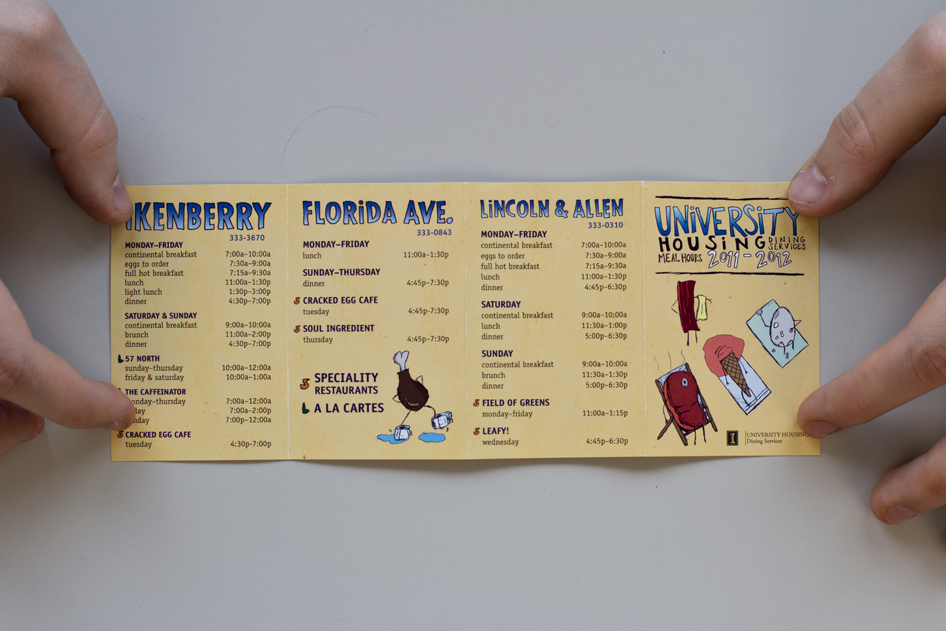 IKENBERRY
333-3670
MONDAY–FRIDAY
continental breakfast 7:00a–10:00a
eggs to order 7:30a–9:00a
full hot breakfast 7:15a–9:30a
lunch 11:00a–1:30p
light lunch 1:30p–3:00p
dinner 4:30p–7:00p
SATURDAY & SUNDAY
continental breakfast 9:00a–10:00a
brunch 11:00a–2:00p
dinner 4:30p–7:00p
L 57 NORTH
sunday–thursday 10:00a–12:00a
friday & saturday 10:00a–1:00a
THE CAFFEINATOR
monday–thursday 7:00a–12:00a
7:00a–2:00p
7:00p–12:00a
S CRACKED EGG CAFE
tuesday 4:30p–7:00p
FLORiDA AVE.
333-0843
MONDAY–FRIDAY
lunch 11:00a–1:30p
SUNDAY–THURSDAY
dinner 4:45p–7:30p
S CRACKED EGG CAFE
tuesday 4:45p–7:30p
S SOUL INGREDIENT
thursday 4:45p–7:30p
S SPECIALITY
RESTAURANTS
L A LA CARTES
LiNCOLN & ALLEN
333-0310
MONDAY–FRIDAY
continental breakfast 7:00a–10:00a
eggs to order 7:30a–9:00a
full hot breakfast 7:15a–9:30a
lunch 11:00a–1:30p
dinner 4:45p–6:30p
SATURDAY
continental breakfast 9:00a–10:00a
lunch 11:30a–1:00p
dinner 5:00p–6:30p
SUNDAY
continental breakfast 9:00a–10:00a
brunch 11:30a–1:30p
dinner 5:00p–6:30p
S FIELD OF GREENS
monday–friday 11:00a–1:15p
S LEAFY!
wednesday 4:45p–6:30p
UNiVERSiTY
HOUSiNG DINING SERVICES
MEAL HOURS 2011–2012
I UNIVERSITY HOUSING
Dining Services